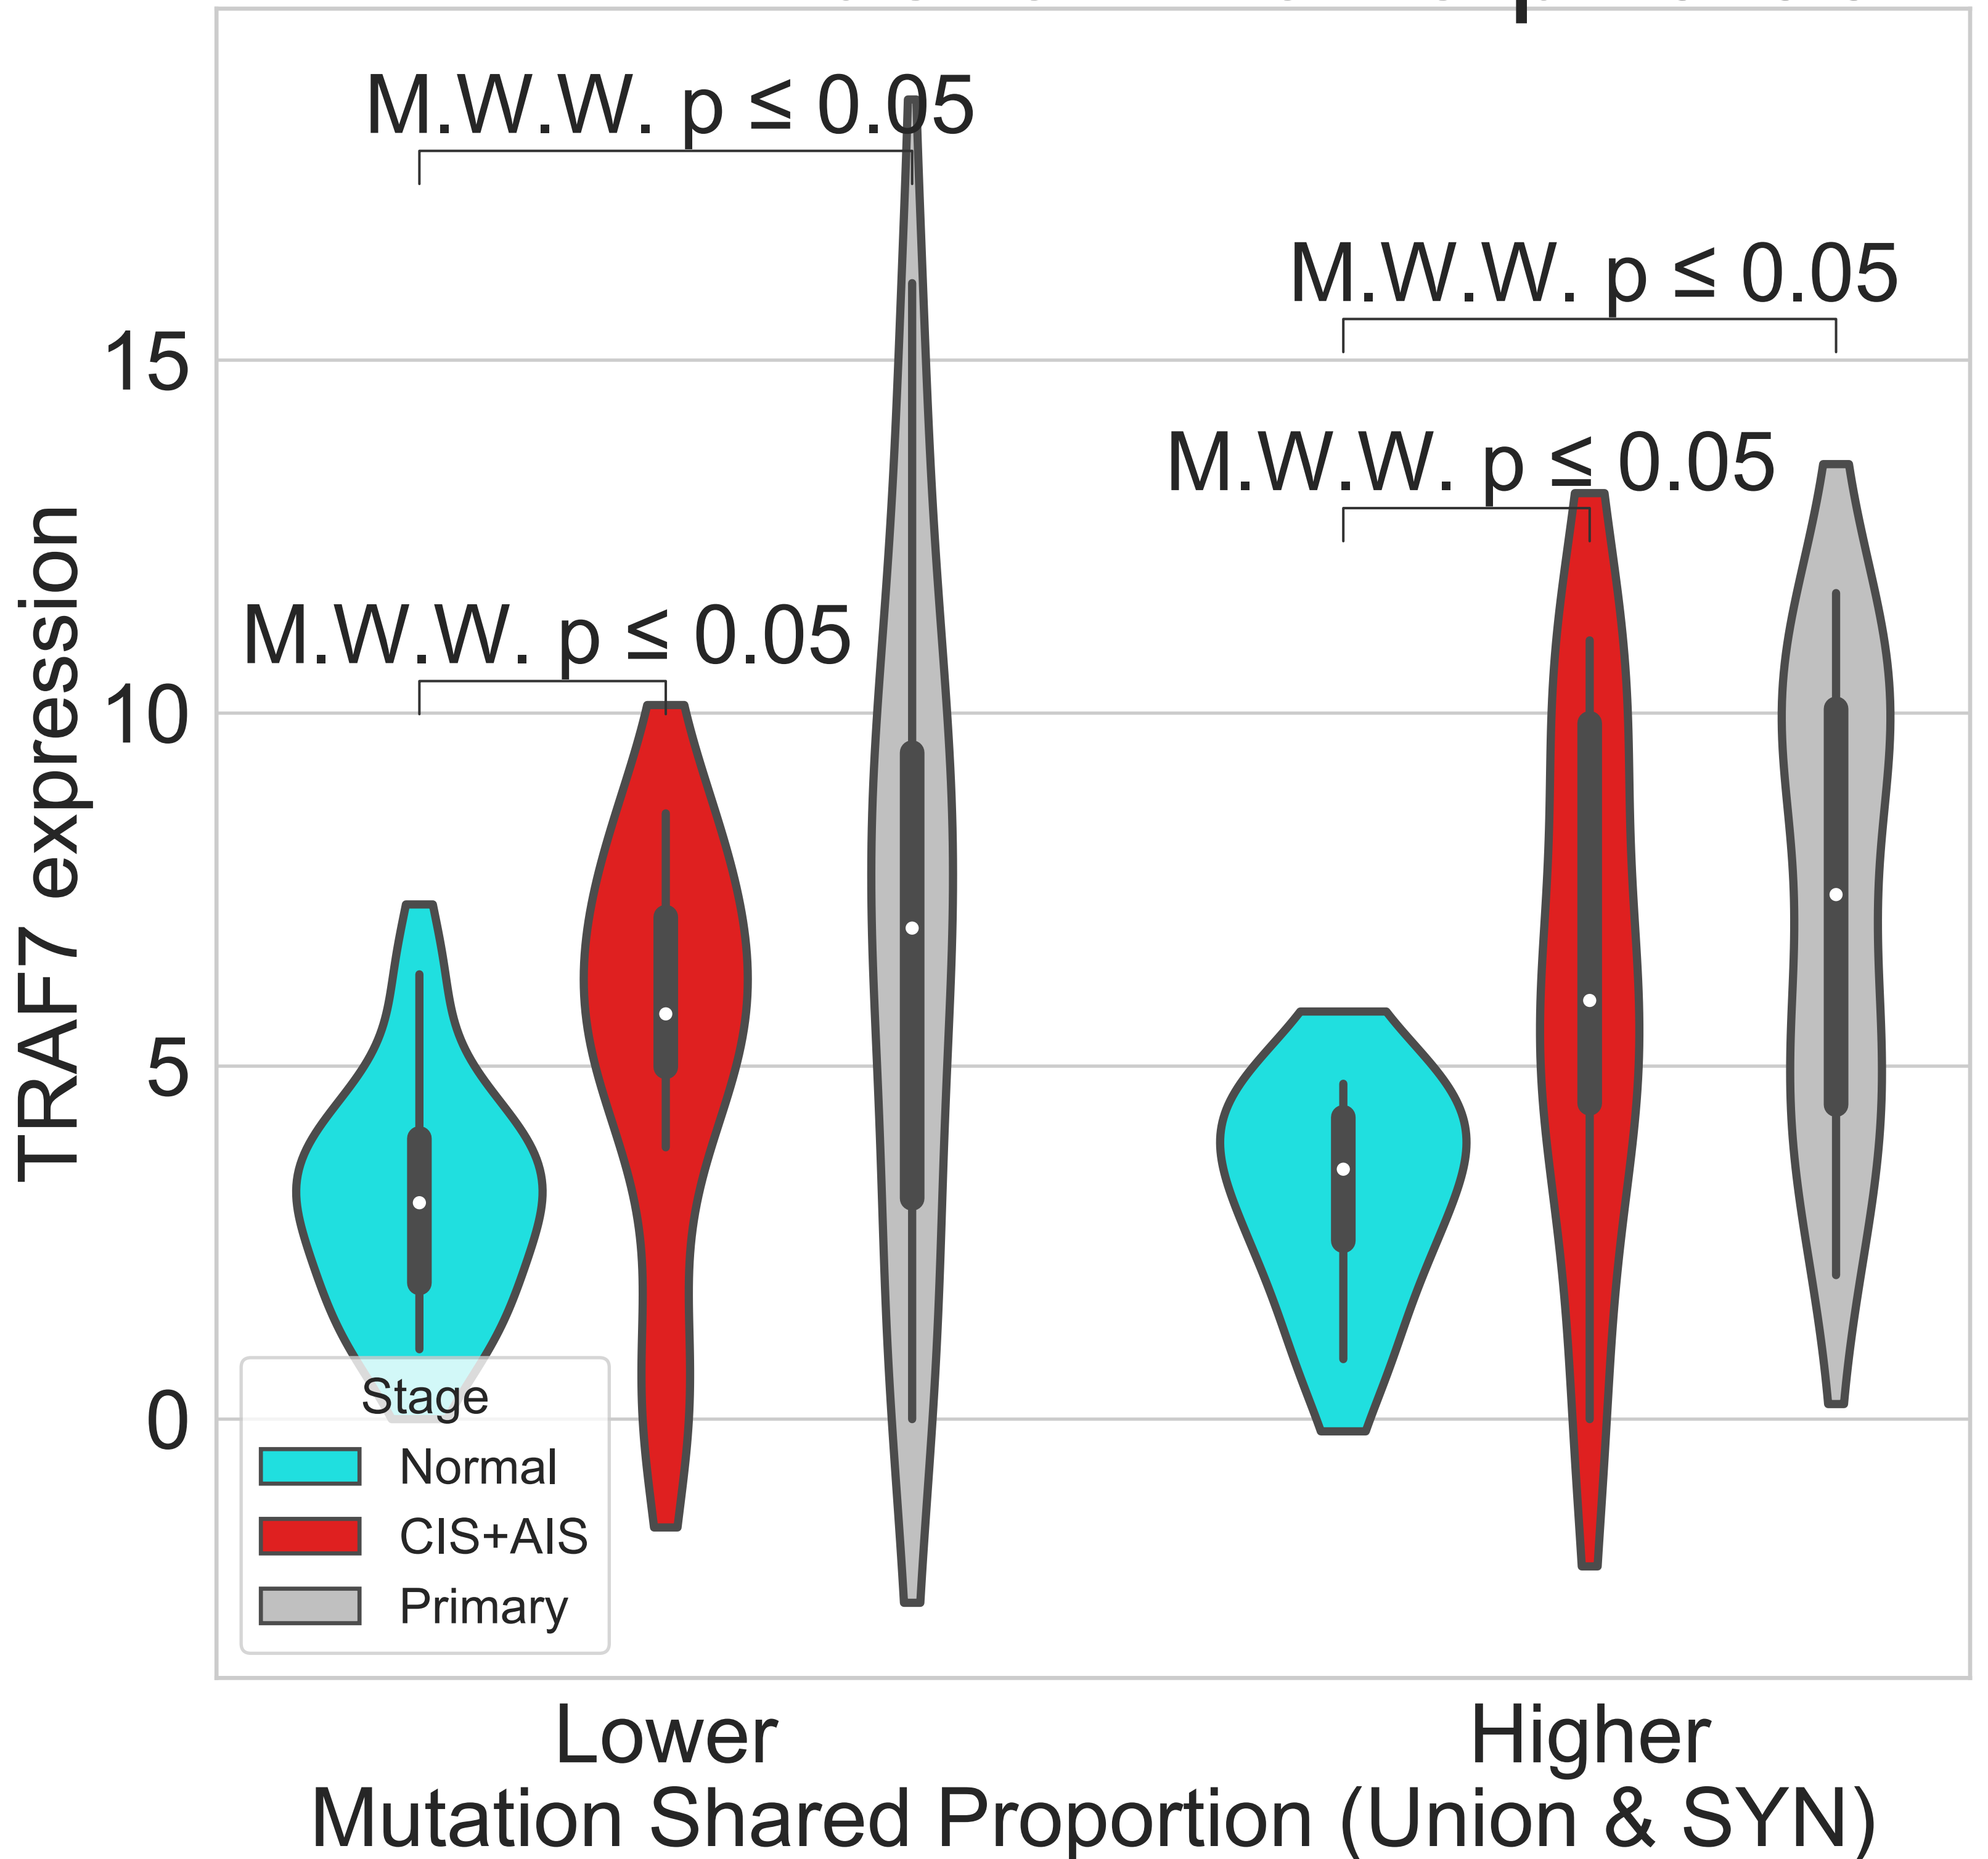 M.W.W. p ≤ 0.05
M.W.W. p ≤ 0.05
15
M.W.W. p ≤ 0.05
M.W.W. p ≤ 0.05
10
5
0
TRAF7 expression
Stage
Normal
CIS+AIS
Primary
Lower
Higher
Mutation Shared Proportion (Union & SYN)